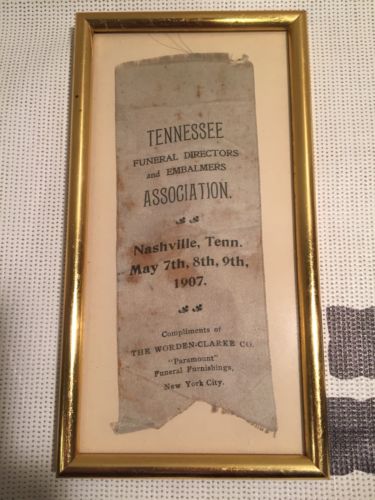 TENNESSEE
FUNERAL DIRECTORS
and EMBALMERS
ASSOCIATION.
Nashville, Tenn.
May 7th, 8th, 9th,
1907.
Compliments of
THE WORDEN-CLARKE CO.
"Paramount"
Funeral Furnishings,
New York City.